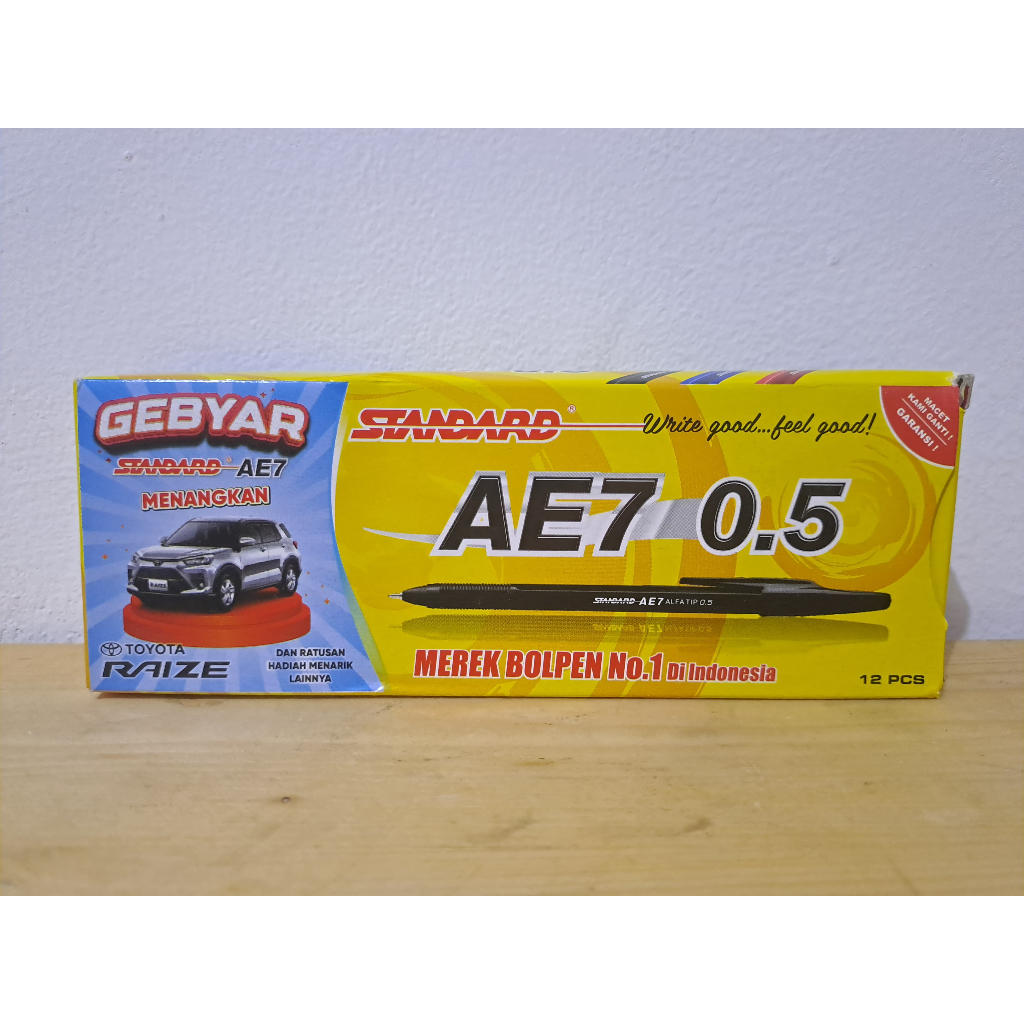 GEBYAR
STANDARD AE7
MENANGKAN
RAIZE
TOYOTA
RAIZE
DAN RATUSAN
HADIAH MENARIK
LAINNYA
STANDARD®
Write good...feel good!
MACET
KAMI GANTI!
GARANSI!
AE7 0.5
STANDARD AE7 ALFATIP 0.5
MEREK BOLPEN No.1 Di Indonesia
12 PCS